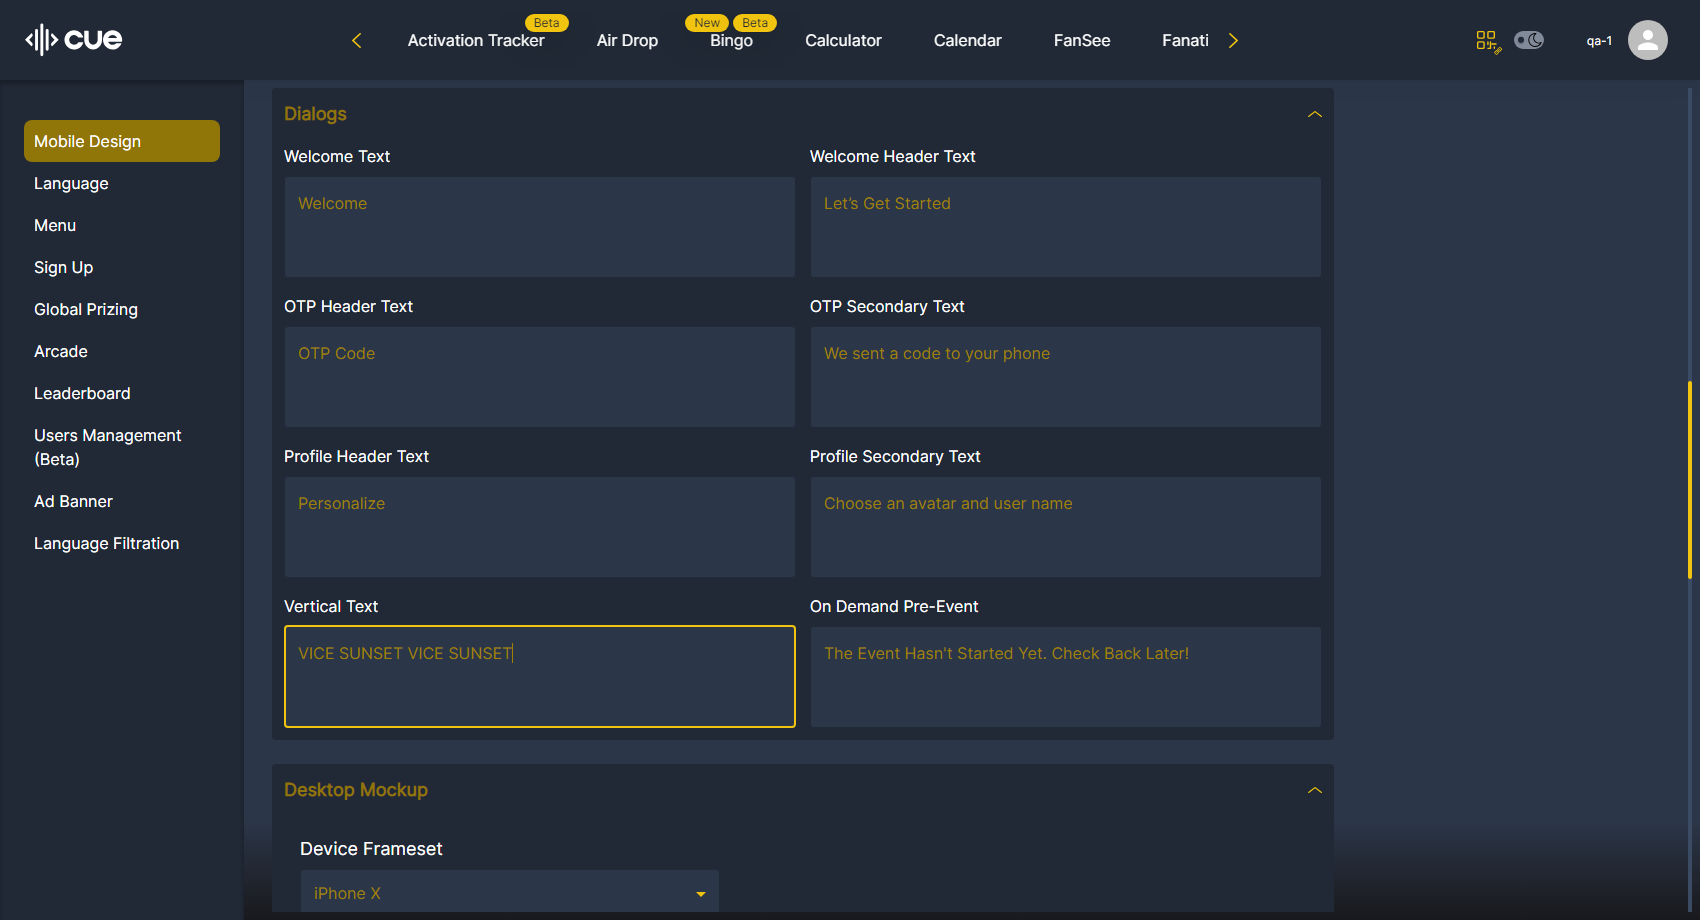 cue
Activation Tracker
Beta
Air Drop
Bingo
New
Beta
Calculator
Calendar
FanSee
Fanati
qa-1
Mobile Design
Language
Menu
Sign Up
Global Prizing
Arcade
Leaderboard
Users Management
(Beta)
Ad Banner
Language Filtration
Dialogs
Welcome Text
Welcome
Welcome Header Text
Let’s Get Started
OTP Header Text
OTP Code
OTP Secondary Text
We sent a code to your phone
Profile Header Text
Personalize
Profile Secondary Text
Choose an avatar and user name
Vertical Text
VICE SUNSET VICE SUNSET
On Demand Pre-Event
The Event Hasn't Started Yet. Check Back Later!
Desktop Mockup
Device Frameset
iPhone X